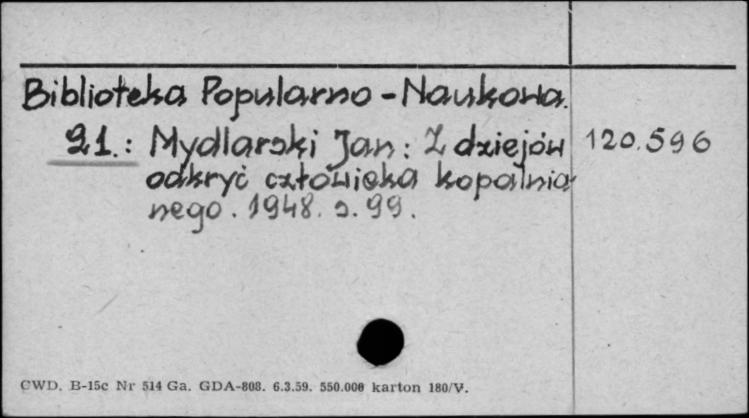 Biblioteka Popularno-Naukowa.
21.: Mydlarski Jan: Z dziejów 120.596
odkryć człowieka kopalnia
nego. 1948. s. 99.
CWD. B-15c Nr 514 Ga. GDA-808. 6.3.59. 550.000 karton 180/V.